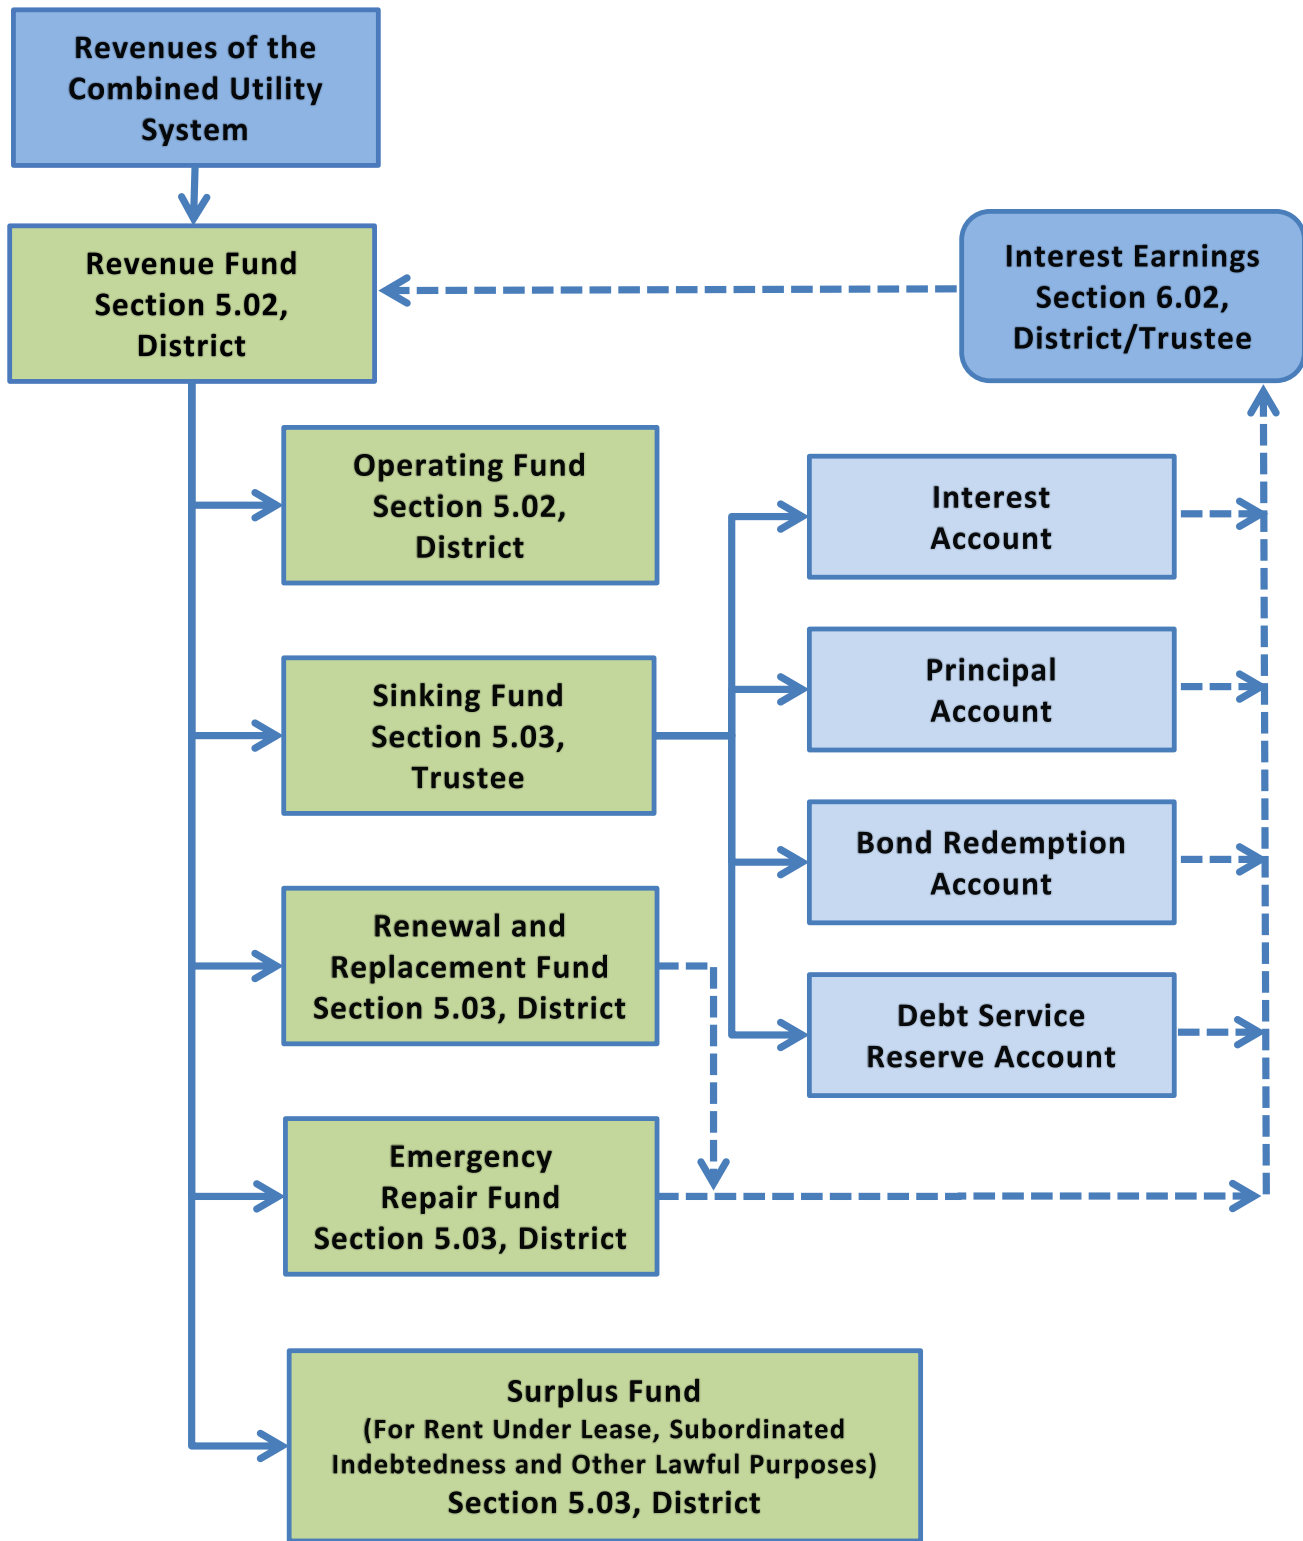 Revenues of the
Combined Utility
System
Revenue Fund
Section 5.02,
District
Interest Earnings
Section 6.02,
District/Trustee
Operating Fund
Section 5.02,
District
Interest
Account
Sinking Fund
Section 5.03,
Trustee
Principal
Account
Bond Redemption
Account
Renewal and
Replacement Fund
Section 5.03, District
Debt Service
Reserve Account
Emergency
Repair Fund
Section 5.03, District
Surplus Fund
(For Rent Under Lease, Subordinated
Indebtedness and Other Lawful Purposes)
Section 5.03, District